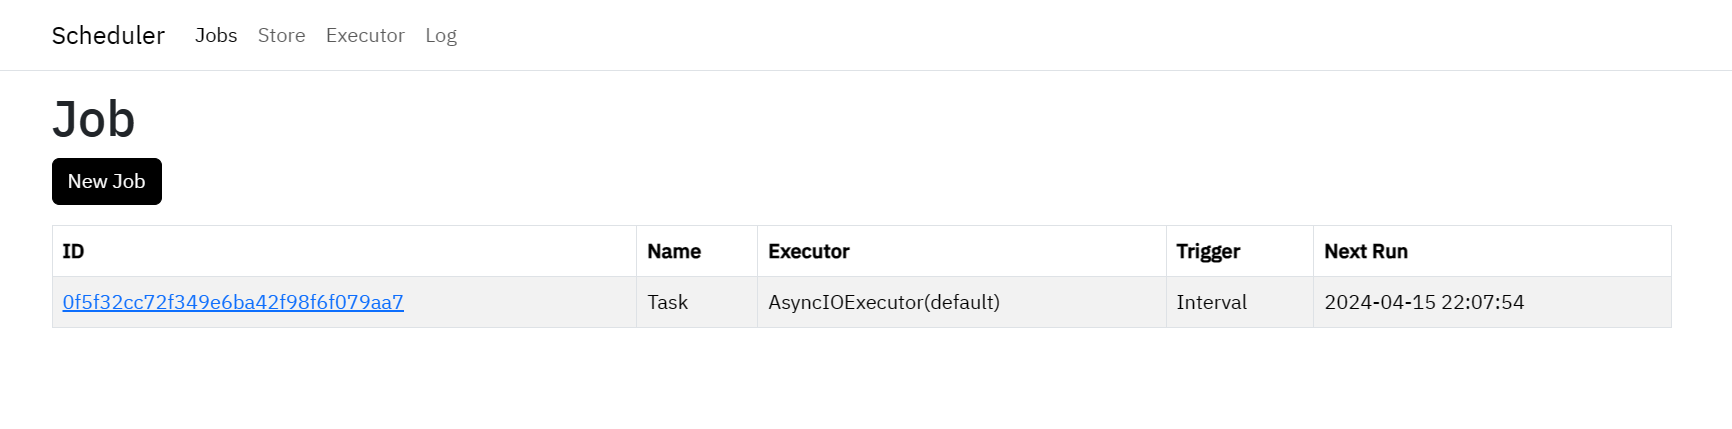 Scheduler Jobs Store Executor Log
Job
New Job
ID Name Executor Trigger Next Run
0f5f32cc72f349e6ba42f98f6f079aa7 Task AsyncIOExecutor(default) Interval 2024-04-15 22:07:54